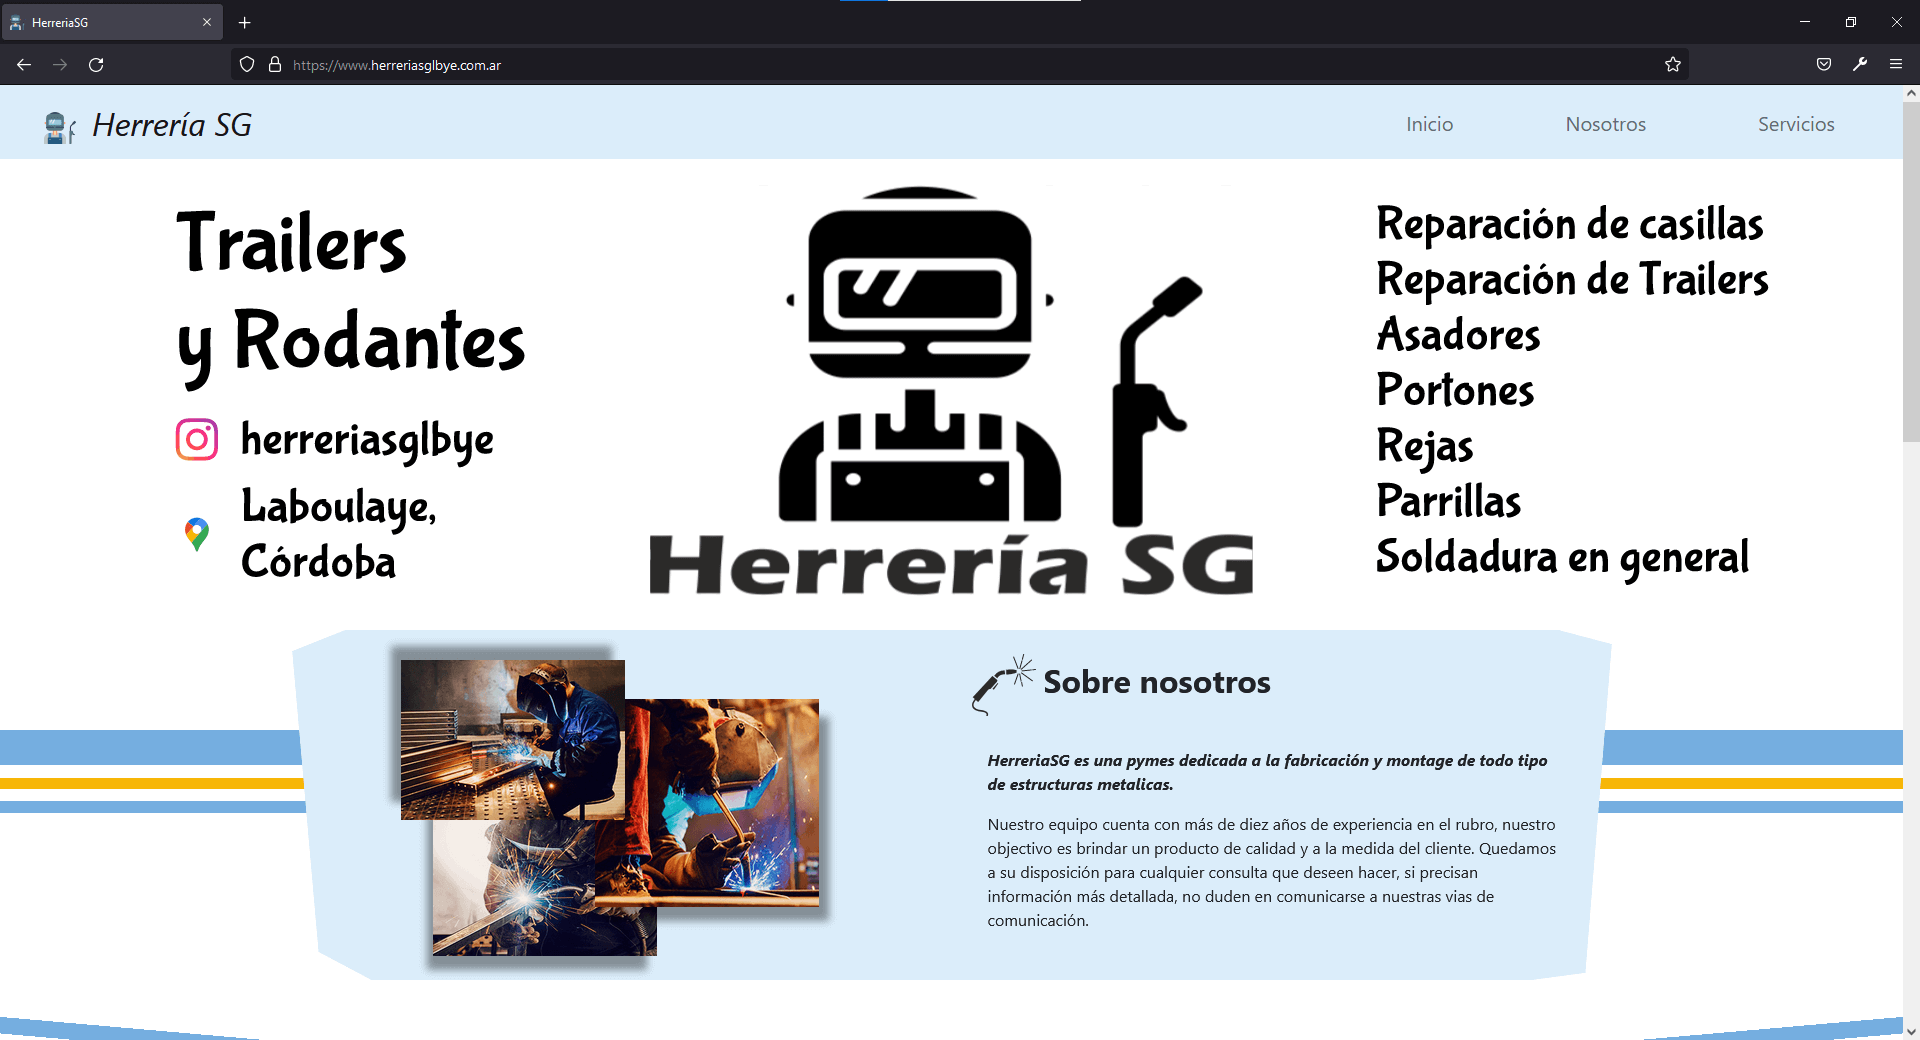 HerreriaSG
https://www.herreriasglbye.com.ar
Herrería SG
Inicio
Nosotros
Servicios
Trailers
y Rodantes
herreriasglbye
Laboulaye,
Córdoba
Herrería SG
Reparación de casillas
Reparación de Trailers
Asadores
Portones
Rejas
Parrillas
Soldadura en general
Sobre nosotros
HerreriaSG es una pymes dedicada a la fabricación y montage de todo tipo
de estructuras metalicas.
Nuestro equipo cuenta con más de diez años de experiencia en el rubro, nuestro
objectivo es brindar un producto de calidad y a la medida del cliente. Quedamos
a su disposición para cualquier consulta que deseen hacer, si precisan
información más detallada, no duden en comunicarse a nuestras vias de
comunicación.